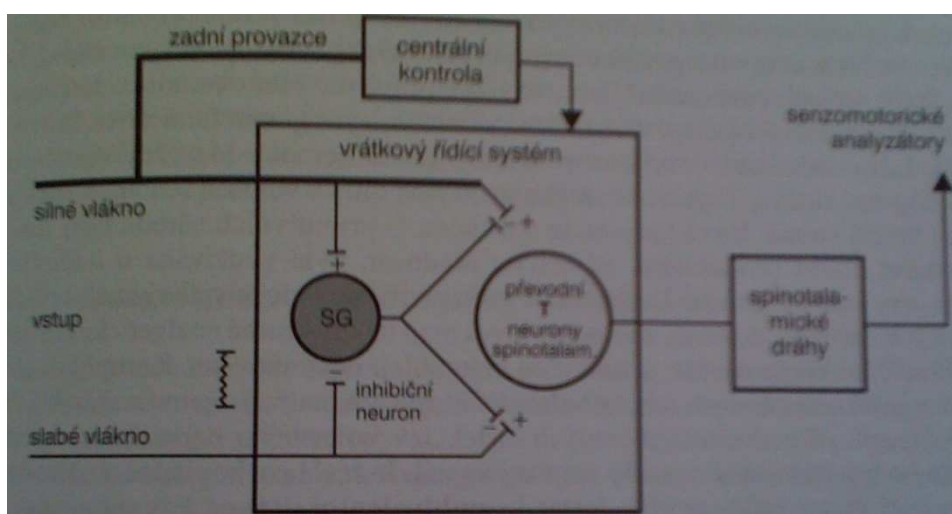 zadní provazce
centrální
kontrola
senzomotorické
analyzátory
vrátkový řídící systém
silné vlákno
+
- +
vstup
SG
převodní
T
neurony
spinotalam.
spinotala-
mické
dráhy
-
inhibiční
neuron
- +
slabé vlákno